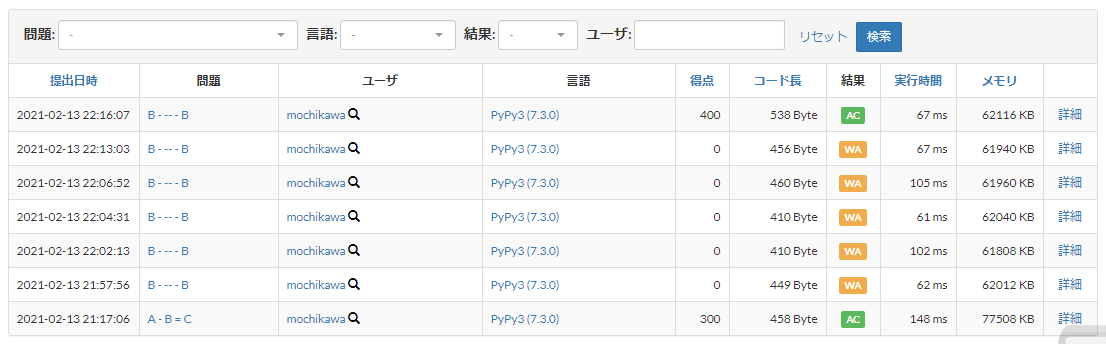 問題: - 言語: - 結果: - ユーザ: リセット 検索
提出日時 問題 ユーザ 言語 得点 コード長 結果 実行時間 メモリ
2021-02-13 22:16:07 B - -- - B mochikawa PyPy3 (7.3.0) 400 538 Byte AC 67 ms 62116 KB 詳細
2021-02-13 22:13:03 B - -- - B mochikawa PyPy3 (7.3.0) 0 456 Byte WA 67 ms 61940 KB 詳細
2021-02-13 22:06:52 B - -- - B mochikawa PyPy3 (7.3.0) 0 460 Byte WA 105 ms 61960 KB 詳細
2021-02-13 22:04:31 B - -- - B mochikawa PyPy3 (7.3.0) 0 410 Byte WA 61 ms 62040 KB 詳細
2021-02-13 22:02:13 B - -- - B mochikawa PyPy3 (7.3.0) 0 410 Byte WA 102 ms 61808 KB 詳細
2021-02-13 21:57:56 B - -- - B mochikawa PyPy3 (7.3.0) 0 449 Byte WA 62 ms 62012 KB 詳細
2021-02-13 21:17:06 A - B = C mochikawa PyPy3 (7.3.0) 300 458 Byte AC 148 ms 77508 KB 詳細